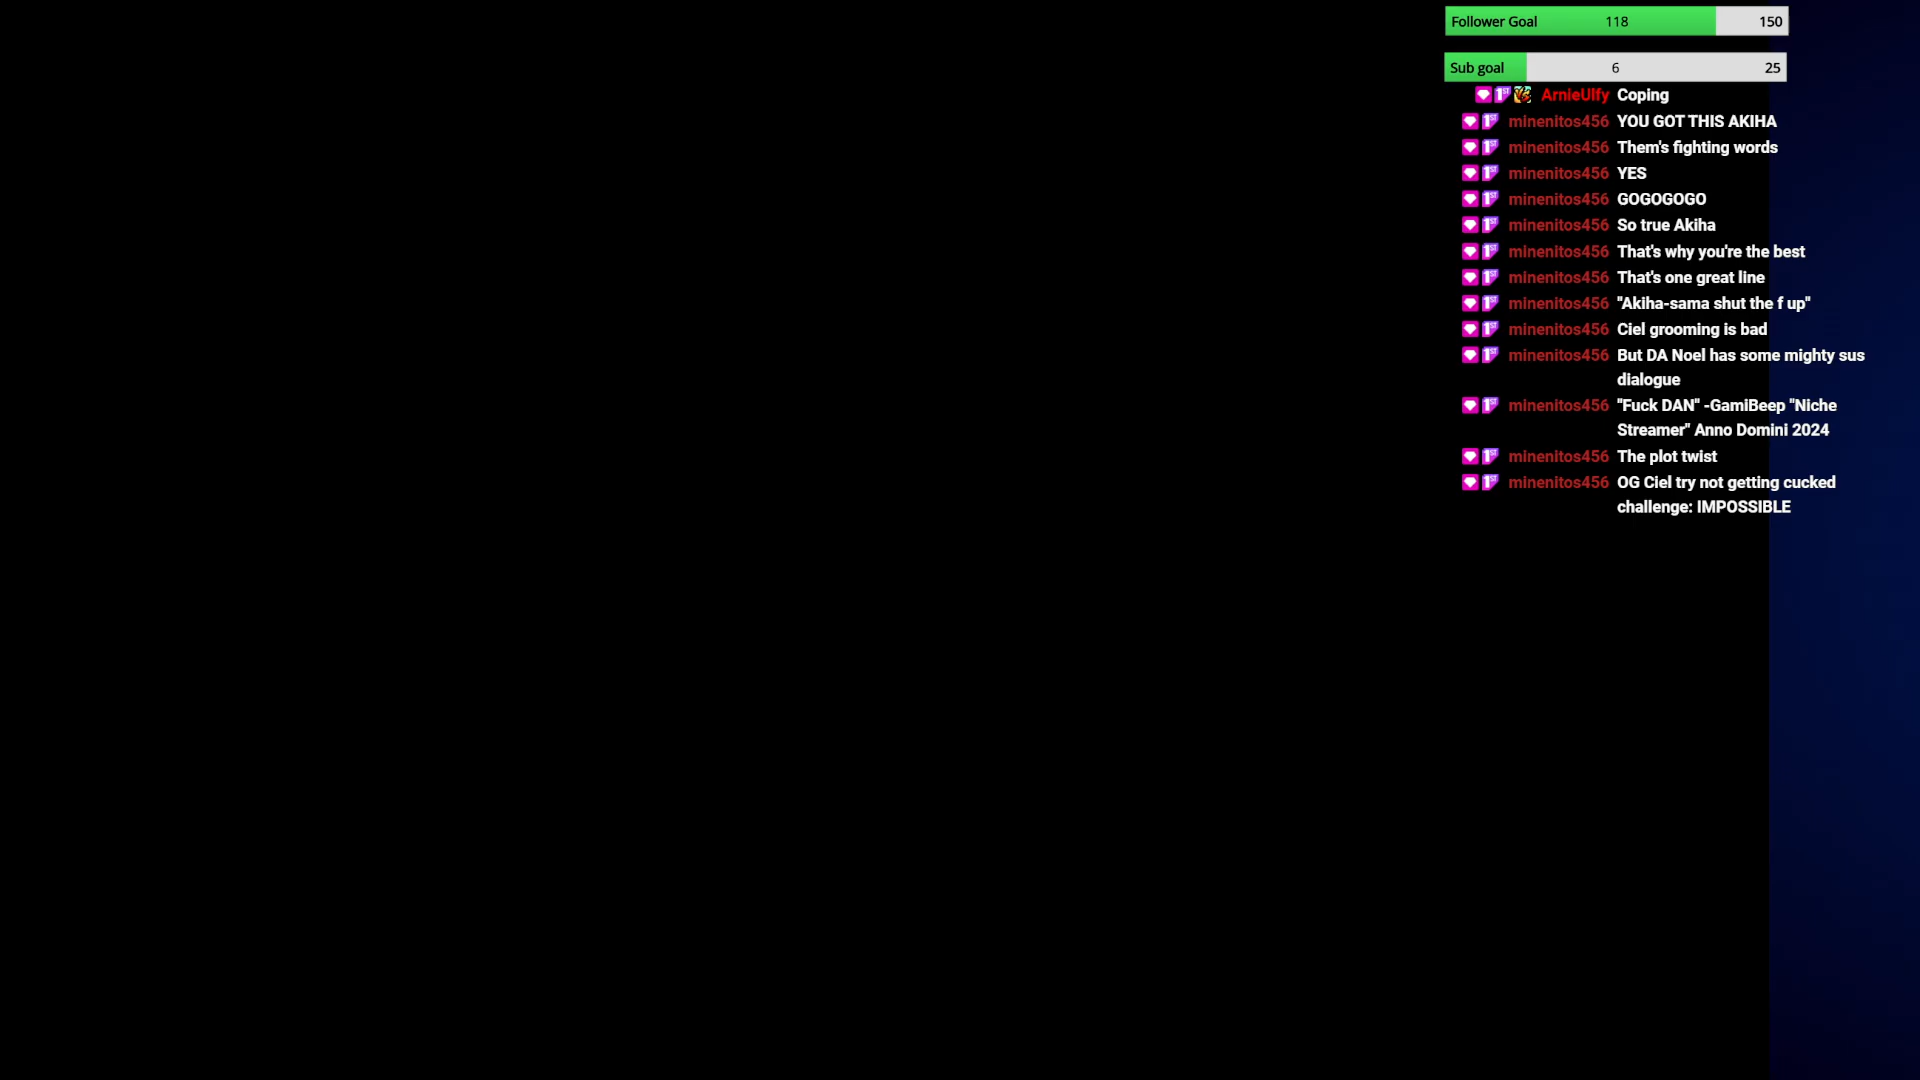 Follower Goal 118 150
Sub goal 6 25
ArnieUlfy Coping
minenitos456 YOU GOT THIS AKIHA
minenitos456 Them's fighting words
minenitos456 YES
minenitos456 GOGOGOGO
minenitos456 So true Akiha
minenitos456 That's why you're the best
minenitos456 That's one great line
minenitos456 "Akiha-sama shut the f up"
minenitos456 Ciel grooming is bad
minenitos456 But DA Noel has some mighty sus
dialogue
minenitos456 "Fuck DAN" -GamiBeep "Niche
Streamer" Anno Domini 2024
minenitos456 The plot twist
minenitos456 OG Ciel try not getting cucked
challenge: IMPOSSIBLE